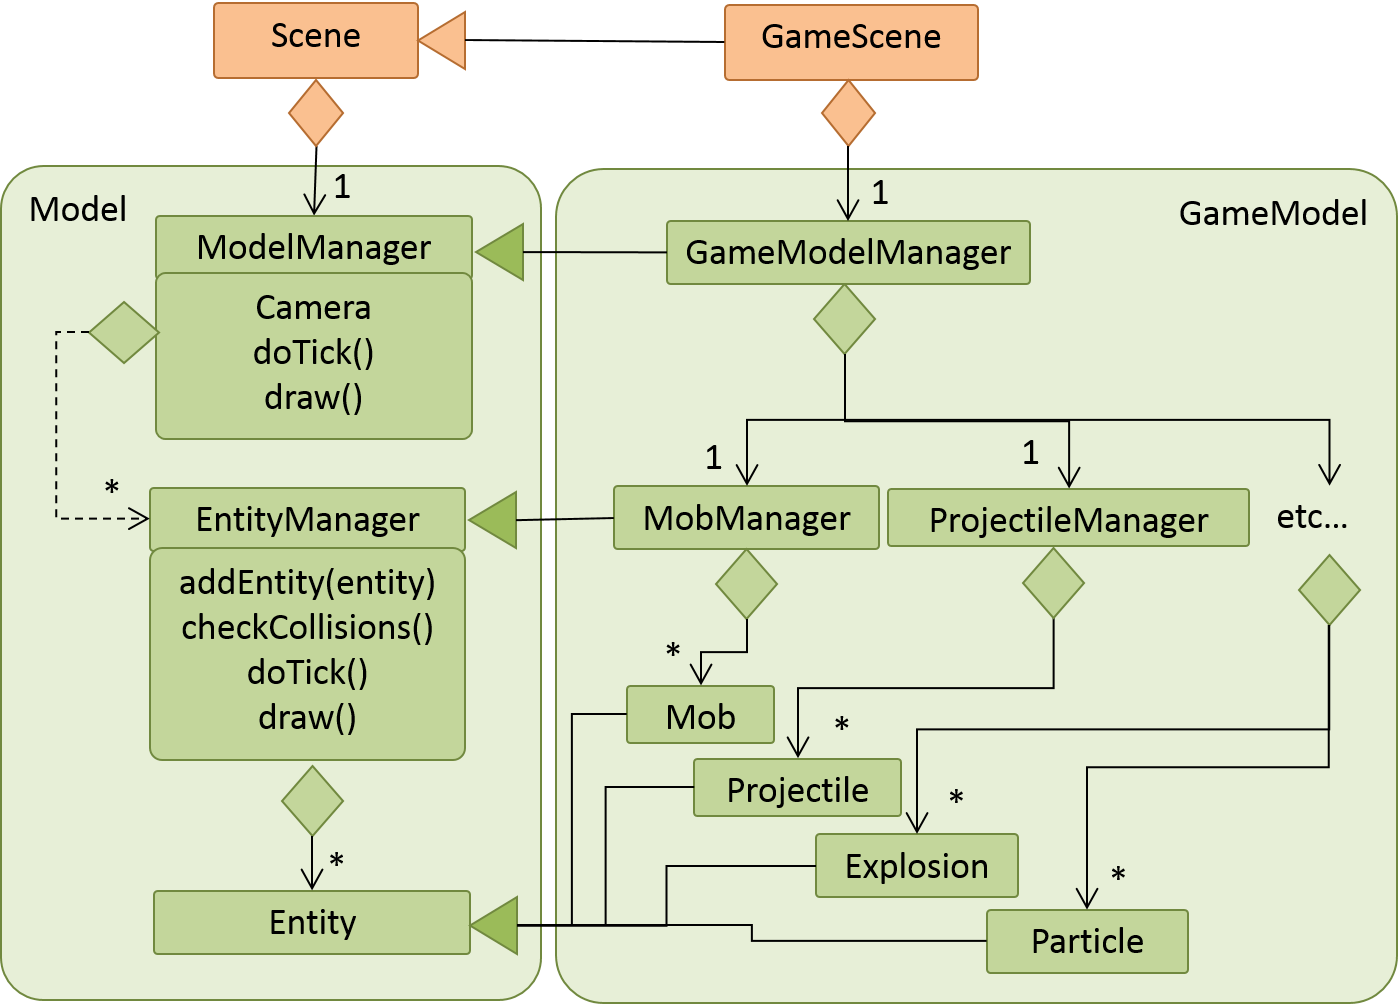 Scene
GameScene
1
1
Model
GameModel
ModelManager
GameModelManager
Camera
doTick()
draw()
*
1
1
EntityManager
MobManager
ProjectileManager
etc...
addEntity(entity)
checkCollisions()
doTick()
draw()
*
Mob
*
Projectile
*
*
Explosion
*
Entity
Particle